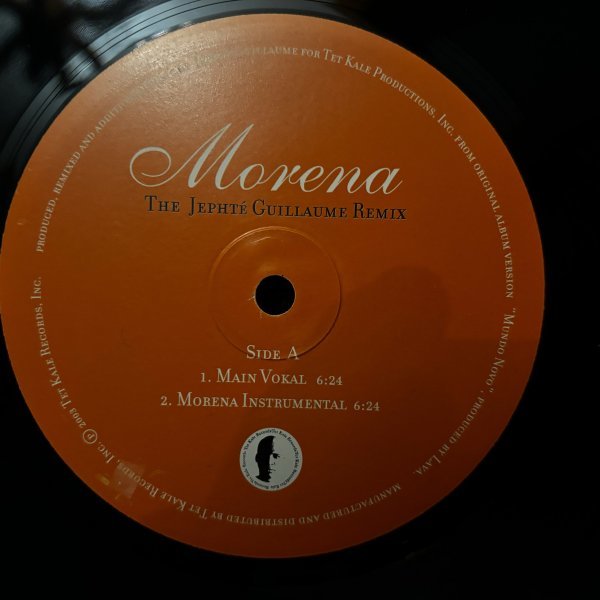 Morena
The Jephté Guillaume Remix
Side A
1. Main Vokal 6:24
2. Morena Instrumental 6:24
produced, remixed and additi Guillaume for Tet Kale Productions, Inc. from original album version "Mundo Novo" produced by Lava.
manufactured and distributed by Tet Kale Records, Inc. ℗ 2003 Tet Kale Records, Inc.